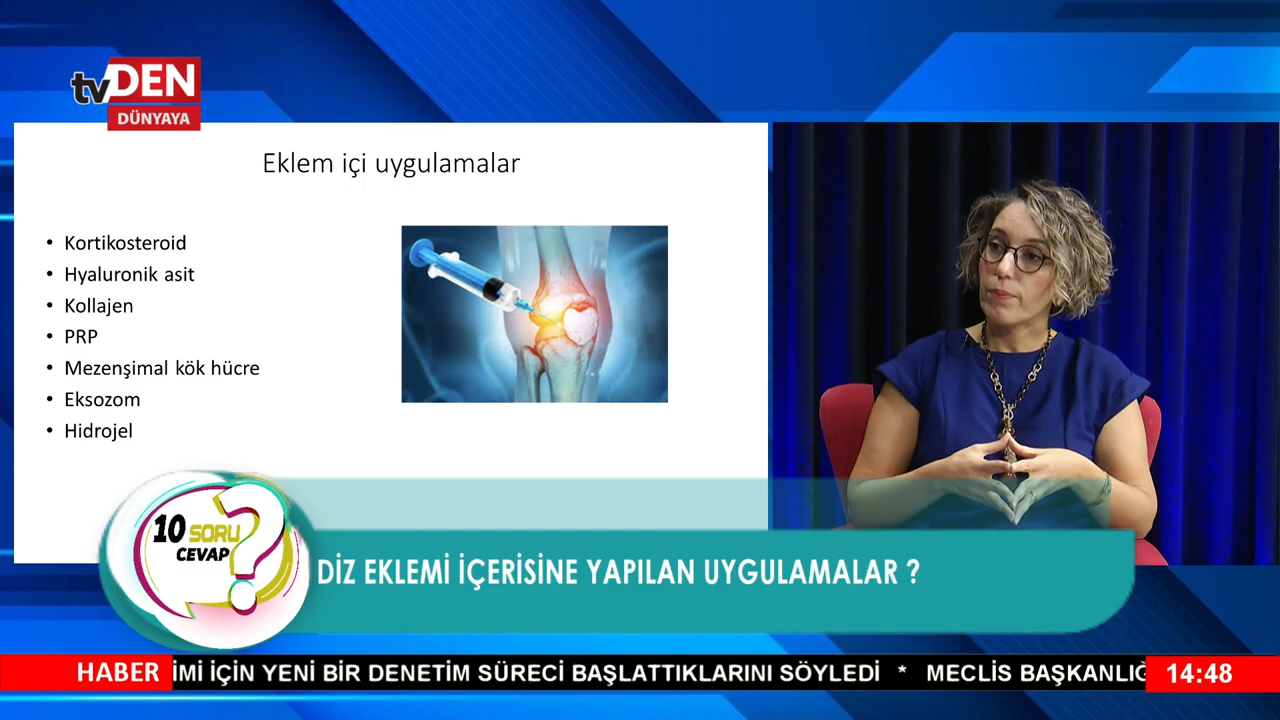 tvDEN
DÜNYAYA
Eklem içi uygulamalar
• Kortikosteroid
• Hyaluronik asit
• Kollajen
• PRP
• Mezenşimal kök hücre
• Eksozom
• Hidrojel
10 SORU
CEVAP ?
DİZ EKLEMİ İÇERİSİNE YAPILAN UYGULAMALAR ?
HABER İMİ İÇİN YENİ BİR DENETİM SÜRECİ BAŞLATTIKLARINI SÖYLEDİ * MECLİS BAŞKANLIĞ 14:48